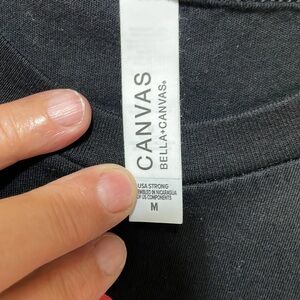 CANVAS
BELLA+CANVAS®
USA STRONG
ASSEMBLED IN NICARAGUA
OF US COMPONENTS
M